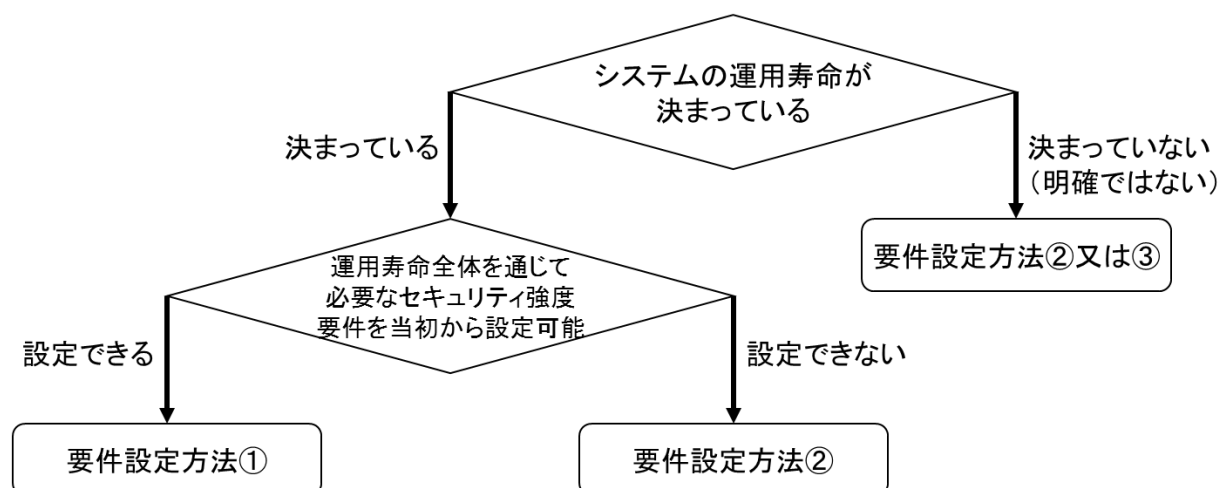 システムの運用寿命が
決まっている
決まっている
決まっていない
(明確ではない)
運用寿命全体を通じて
必要なセキュリティ強度
要件を当初から設定可能
要件設定方法②又は③
設定できる
設定できない
要件設定方法①
要件設定方法②